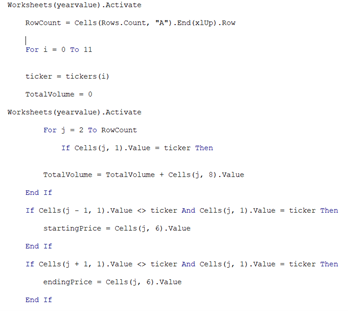 Worksheets(yearvalue).Activate
RowCount = Cells(Rows.Count, "A").End(xlUp).Row
For i = 0 To 11
ticker = tickers(i)
TotalVolume = 0
Worksheets(yearvalue).Activate
For j = 2 To RowCount
If Cells(j, 1).Value = ticker Then
TotalVolume = TotalVolume + Cells(j, 8).Value
End If
If Cells(j - 1, 1).Value <> ticker And Cells(j, 1).Value = ticker Then
startingPrice = Cells(j, 6).Value
End If
If Cells(j + 1, 1).Value <> ticker And Cells(j, 1).Value = ticker Then
endingPrice = Cells(j, 6).Value
End If